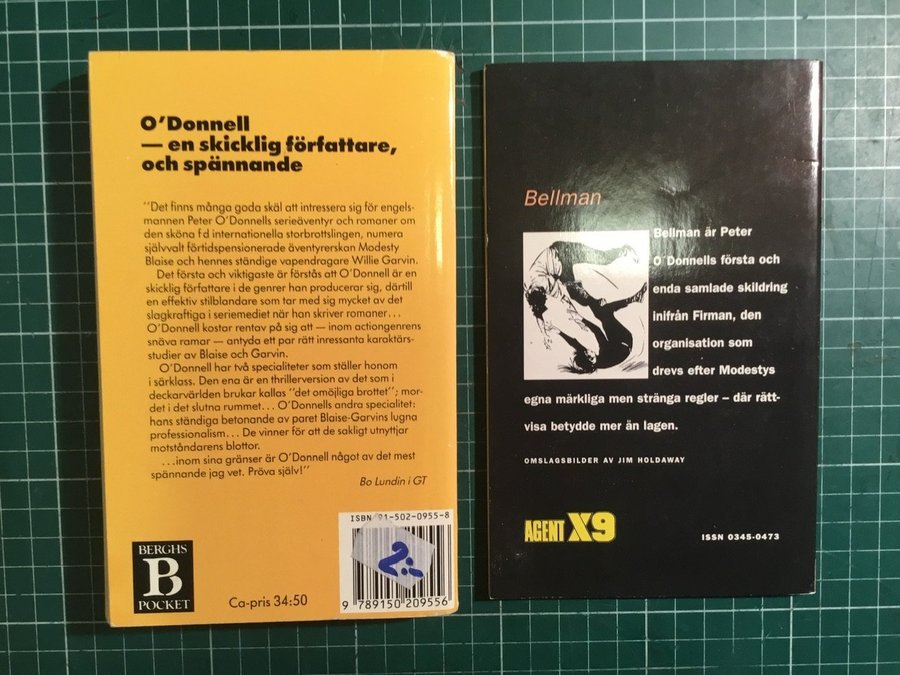 O'Donnell
— en skicklig författare,
och spännande
"Det finns många goda skäl att intressera sig för engels-
mannen Peter O'Donnells serieäventyr och romaner om
den sköna f d internationella storbrottslingen, numera
självvalt förtidspensionerade äventyrerskan Modesty
Blaise och hennes ständige vapendragare Willie Garvin.
Det första och viktigaste är förstås att O'Donnell är en
skicklig författare i de genrer han producerar sig, därtill
en effektiv stilblandare som tar med sig mycket av det
slagkraftiga i seriemediet när han skriver romaner...
O'Donnell kostar rentav på sig att — inom actiongenrens
snäva ramar — antyda ett par rätt inressanta karaktärs-
studier av Blaise och Garvin.
O'Donnell har två specialiteter som ställer honom
i särklass. Den ena är en thrillerversion av det som i
deckarvärlden brukar kallas "det omöjliga brottet"; mor-
det i det slutna rummet... O'Donnells andra specialitet:
hans ständiga betonande av paret Blaise-Garvins lugna
professionalism... De vinner för att de sakligt utnyttjar
motståndarens blottor.
...inom sina gränser är O'Donnell något av det mest
spännande jag vet. Pröva själv!"
Bo Lundin i GT
ISBN 91-502-0955-8
2:-
9 789150 209556
BERGHS
B
POCKET
Ca-pris 34:50
Bellman
Bellman är Peter
O'Donnells första och
enda samlade skildring
inifrån Firman, den
organisation som
drevs efter Modestys
egna märkliga men stränga regler – där rätt-
visa betydde mer än lagen.
OMSLAGSBILDER AV JIM HOLDAWAY
AGENT X9
ISSN 0345-0473